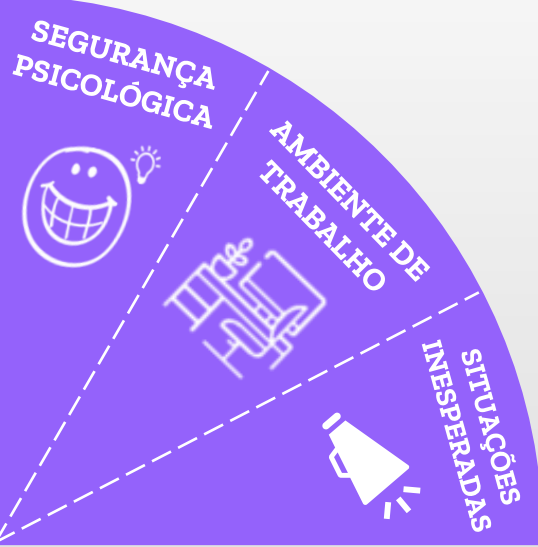 SEGURANÇA
PSICOLÓGICA
AMBIENTE DE
TRABALHO
SITUAÇÕES
INESPERADAS